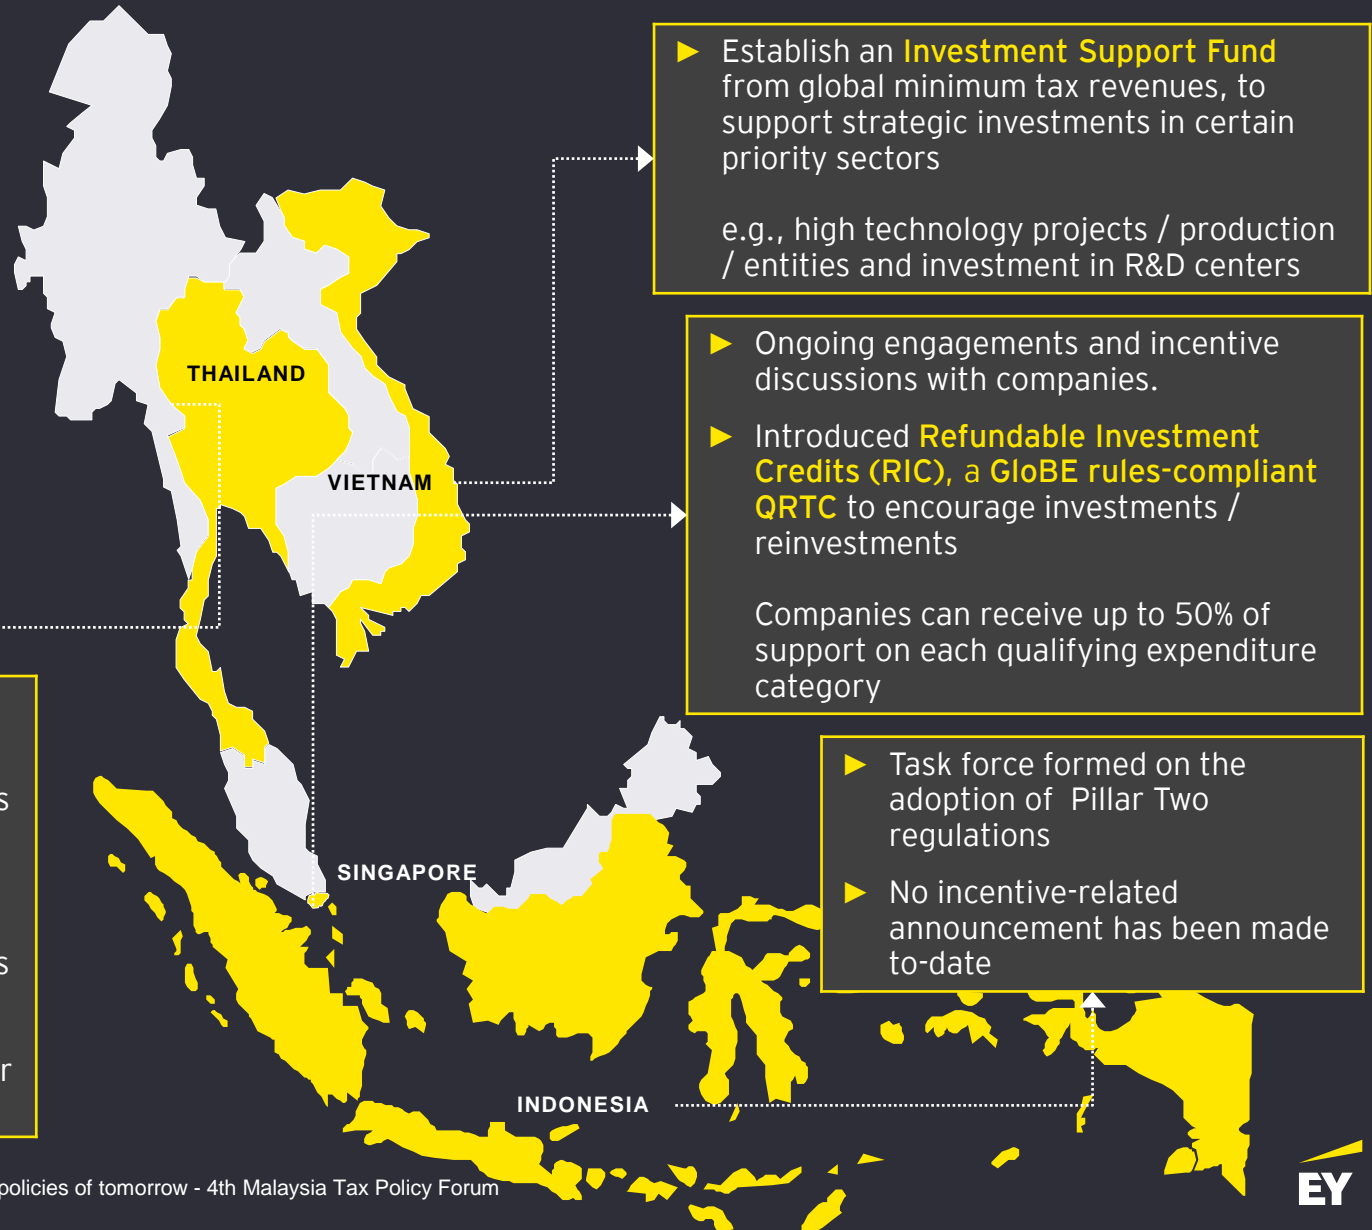 ► Establish an Investment Support Fund
from global minimum tax revenues, to
support strategic investments in certain
priority sectors
e.g., high technology projects / production
/ entities and investment in R&D centers
► Ongoing engagements and incentive
discussions with companies.
► Introduced Refundable Investment
Credits (RIC), a GloBE rules-compliant
QRTC to encourage investments /
reinvestments
Companies can receive up to 50% of
support on each qualifying expenditure
category
► Task force formed on the
adoption of  Pillar Two
regulations
► No incentive-related
announcement has been made
to-date
THAILAND
VIETNAM
SINGAPORE
INDONESIA
policies of tomorrow - 4th Malaysia Tax Policy Forum
EY